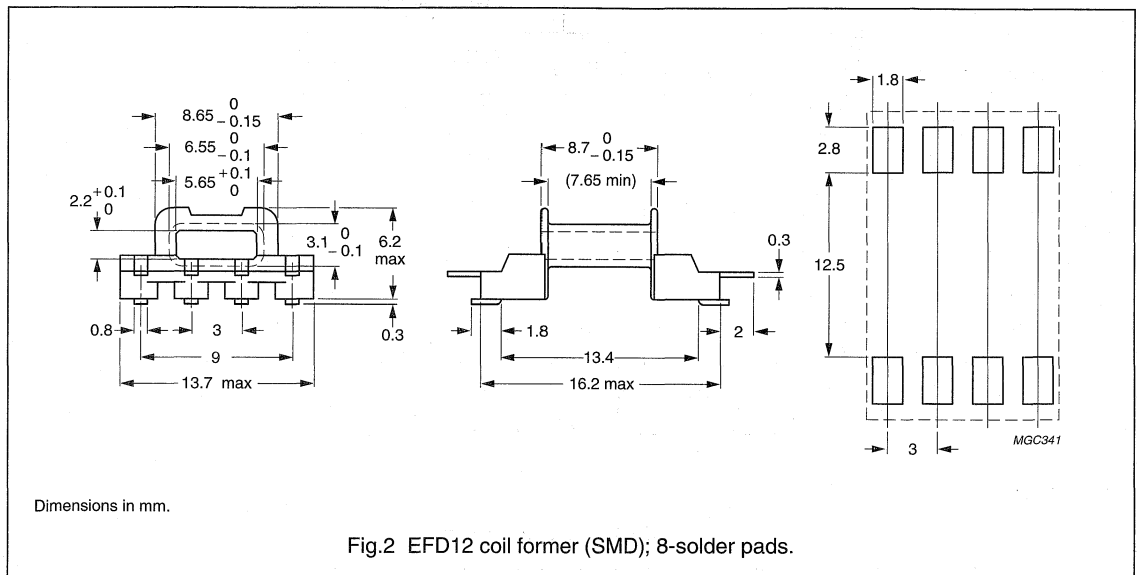 0
8.65 – 0.15
0
6.55 – 0.1
+ 0.1
5.65 0
2.2 + 0.1
0
0
3.1 – 0.1
6.2
max
0.8
3
0.3
9
13.7 max
0
8.7 – 0.15
(7.65 min)
0.3
1.8
2
13.4
16.2 max
1.8
2.8
12.5
3
MGC341
Dimensions in mm.
Fig.2 EFD12 coil former (SMD); 8-solder pads.